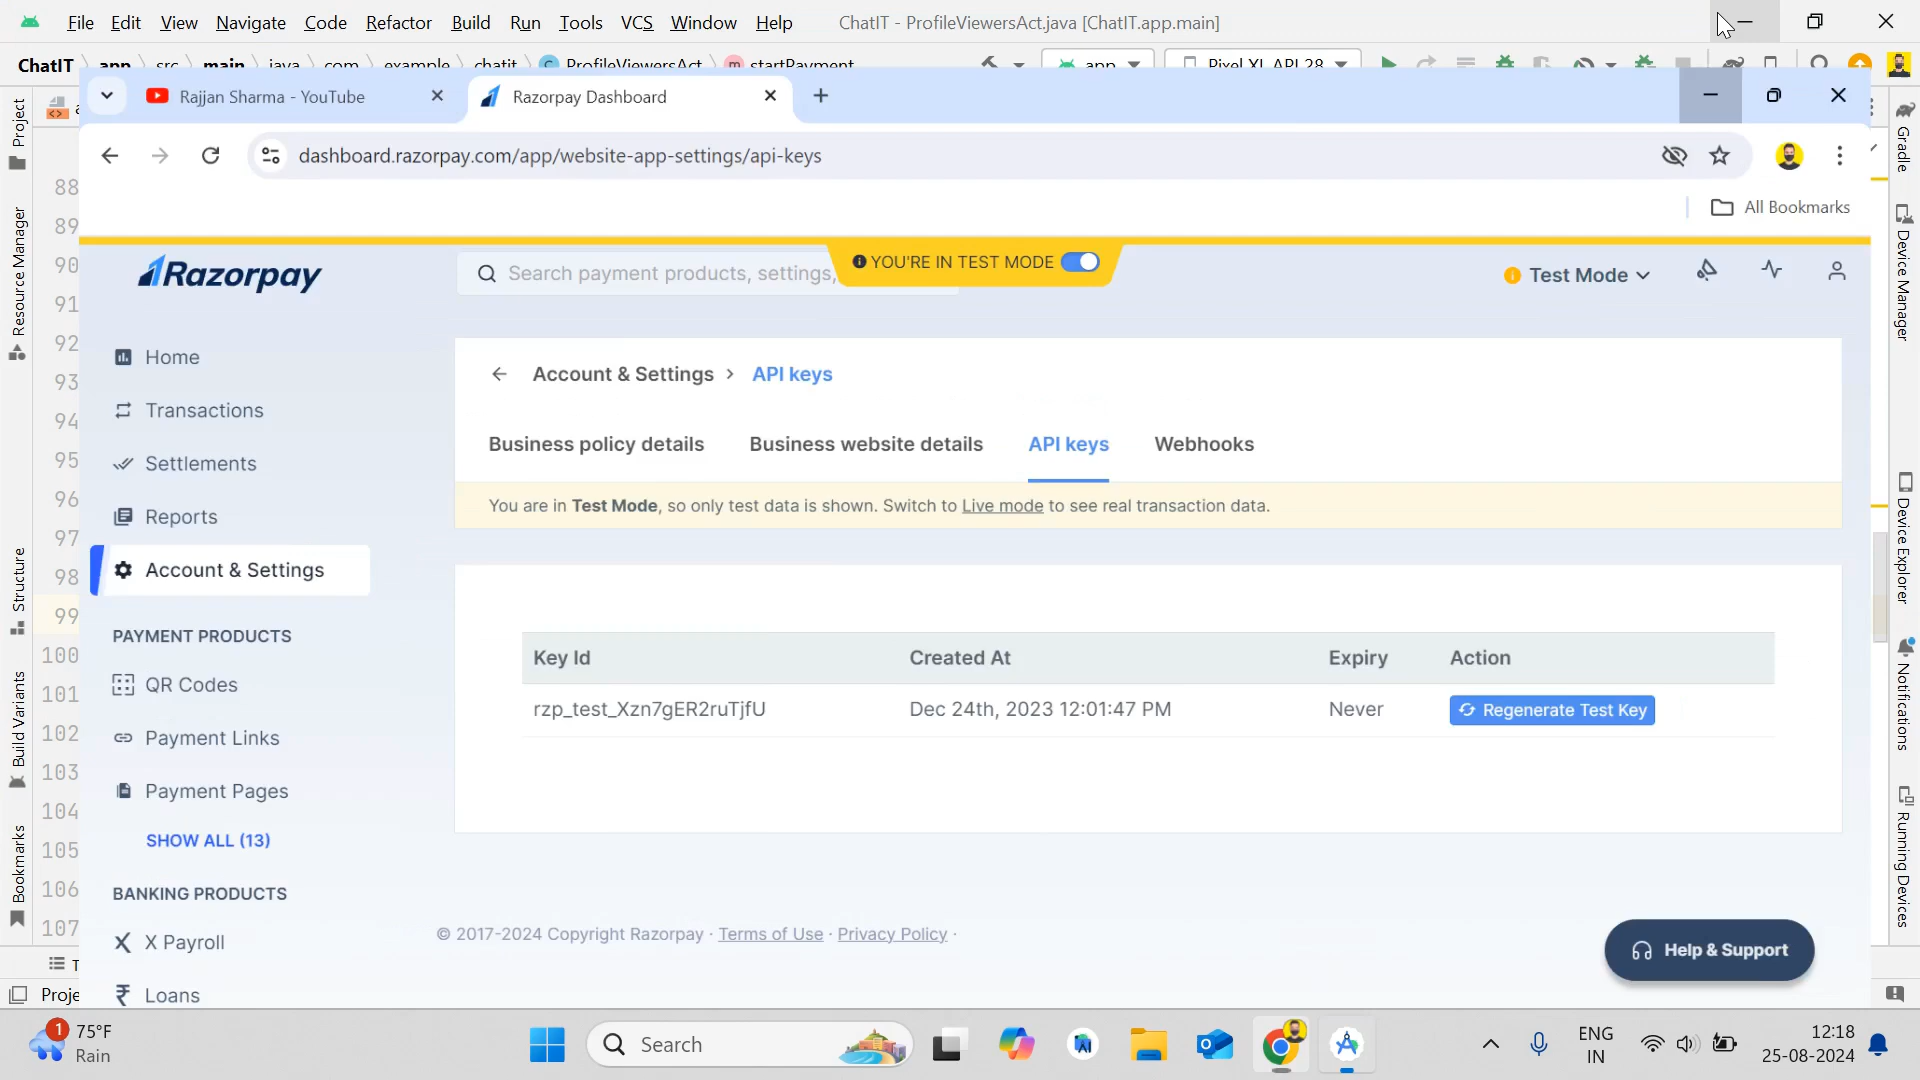 File Edit View Navigate Code Refactor Build Run Tools VCS Window Help ChatIT - ProfileViewersAct.java [ChatIT.app.main]
ChatIT app src main java com example chatit C ProfileViewersAct m startPayment app Pixel XL API 28
Rajjan Sharma - YouTube
Razorpay Dashboard
dashboard.razorpay.com/app/website-app-settings/api-keys
All Bookmarks
Razorpay
Search payment products, settings,
YOU'RE IN TEST MODE
Test Mode
Home
Transactions
Settlements
Reports
Account & Settings
PAYMENT PRODUCTS
QR Codes
Payment Links
Payment Pages
SHOW ALL (13)
BANKING PRODUCTS
X Payroll
Loans
Account & Settings > API keys
Business policy details Business website details API keys Webhooks
You are in Test Mode, so only test data is shown. Switch to Live mode to see real transaction data.
Key Id Created At Expiry Action
rzp_test_Xzn7gER2ruTjfU Dec 24th, 2023 12:01:47 PM Never Regenerate Test Key
© 2017-2024 Copyright Razorpay · Terms of Use · Privacy Policy ·
Help & Support
Project
Resource Manager
Structure
Build Variants
Bookmarks
88
89
90
91
92
93
94
95
96
97
98
99
100
101
102
103
104
105
106
107
Gradle
Device Manager
Device Explorer
Notifications
Running Devices
T
Proje
1
75°F
Rain
Search
ENG
IN
12:18
25-08-2024